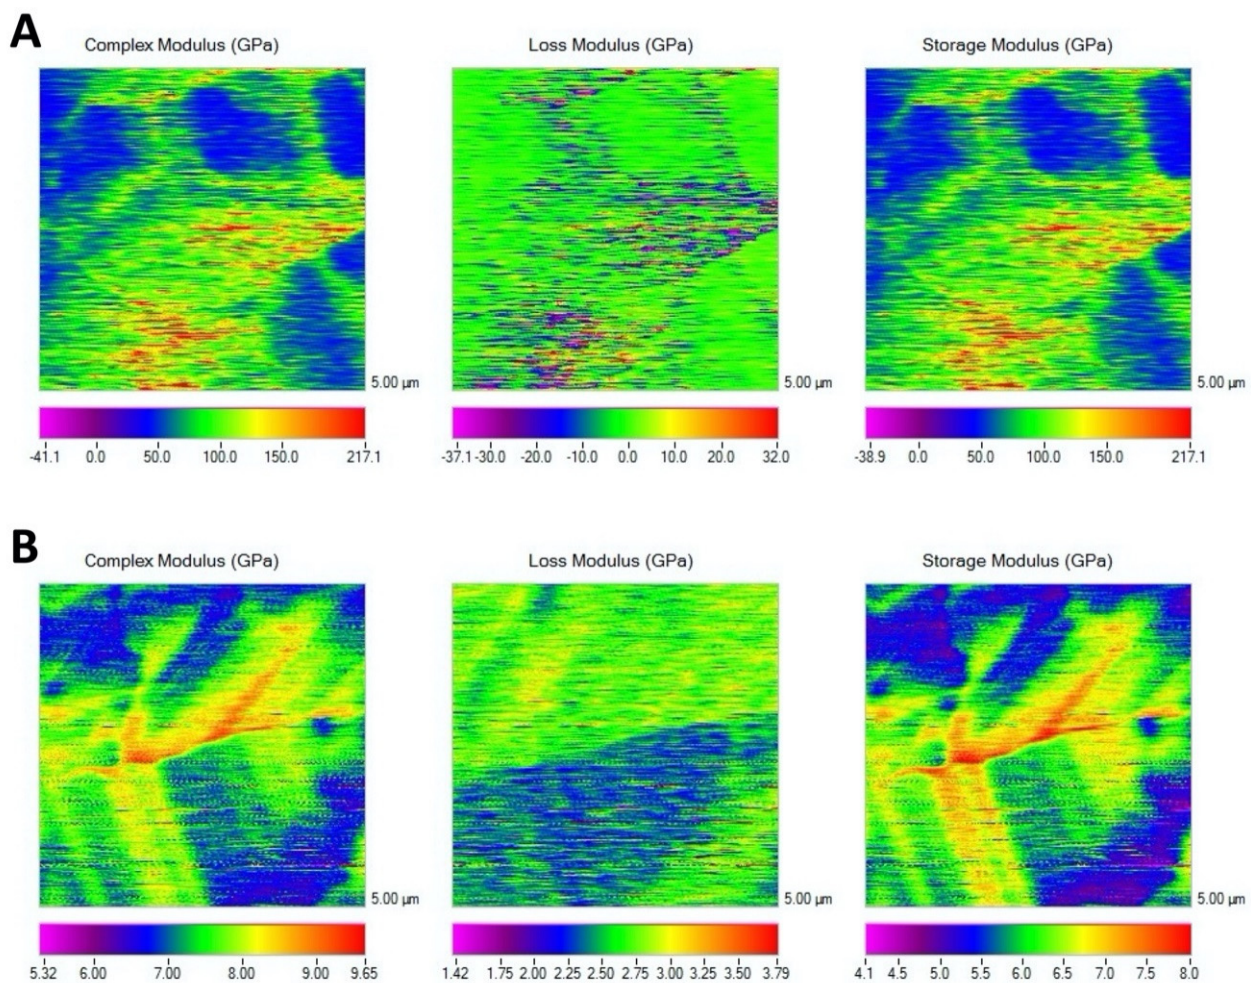 A
Complex Modulus (GPa) Loss Modulus (GPa) Storage Modulus (GPa)
5.00 µm 5.00 µm 5.00 µm
-41.1 0.0 50.0 100.0 150.0 217.1 -37.1 -30.0 -20.0 -10.0 0.0 10.0 20.0 32.0 -38.9 0.0 50.0 100.0 150.0 217.1
B
Complex Modulus (GPa) Loss Modulus (GPa) Storage Modulus (GPa)
5.00 µm 5.00 µm 5.00 µm
5.32 6.00 7.00 8.00 9.00 9.65 1.42 1.75 2.00 2.25 2.50 2.75 3.00 3.25 3.50 3.79 4.1 4.5 5.0 5.5 6.0 6.5 7.0 7.5 8.0